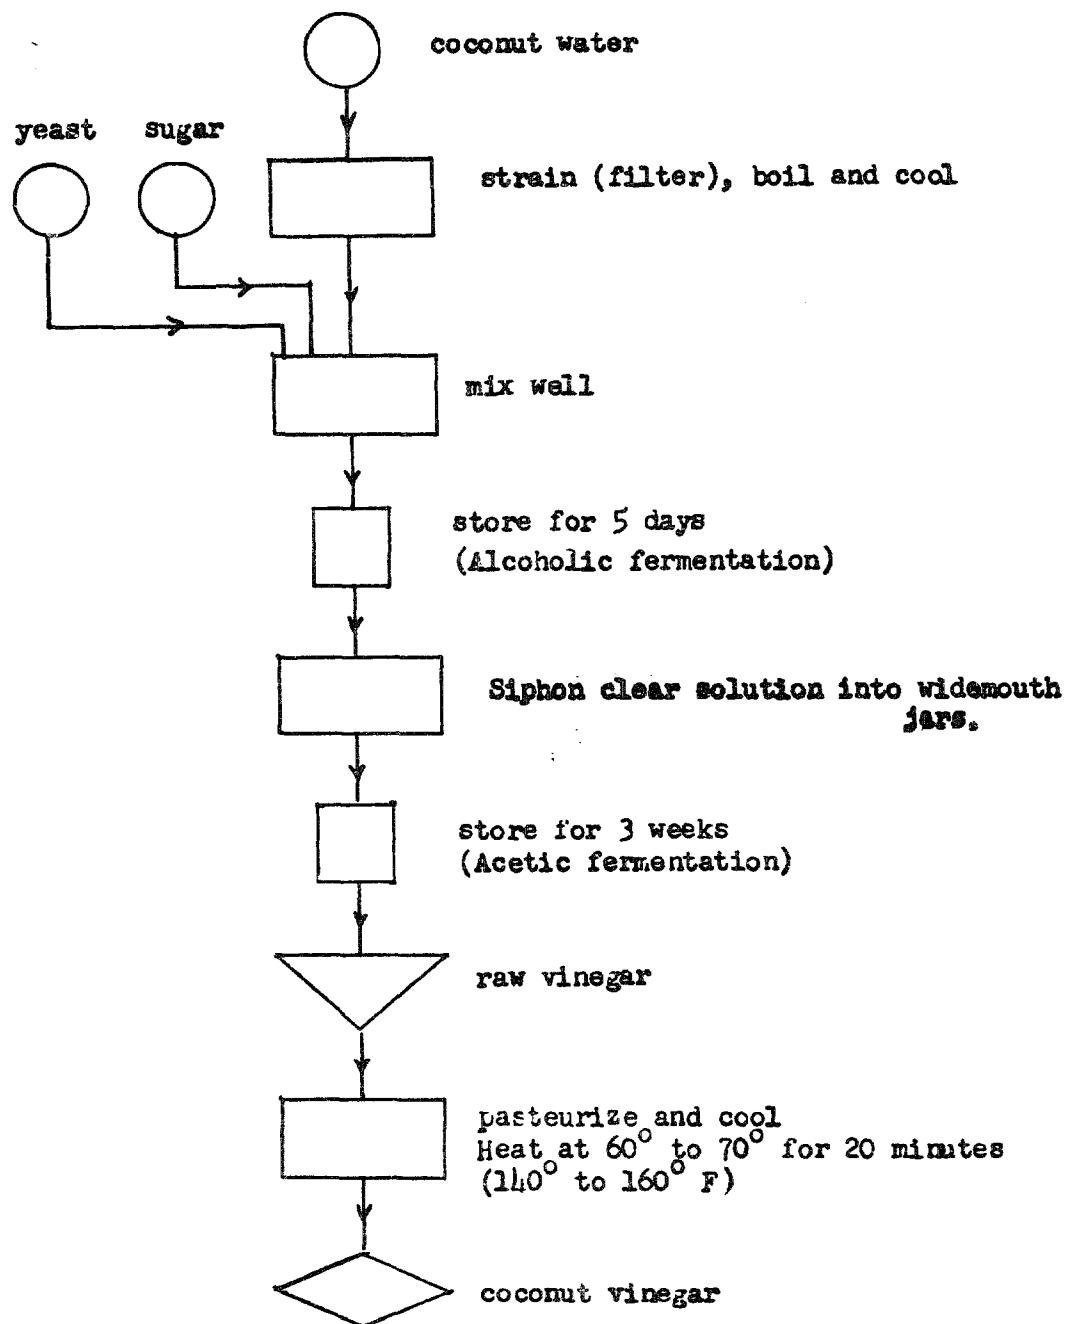 coconut water
yeast sugar
strain (filter), boil and cool
mix well
store for 5 days
(Alcoholic fermentation)
Siphon clear solution into widemouth
jars.
store for 3 weeks
(Acetic fermentation)
raw vinegar
pasteurize and cool
Heat at 60° to 70° for 20 minutes
(140° to 160° F)
coconut vinegar